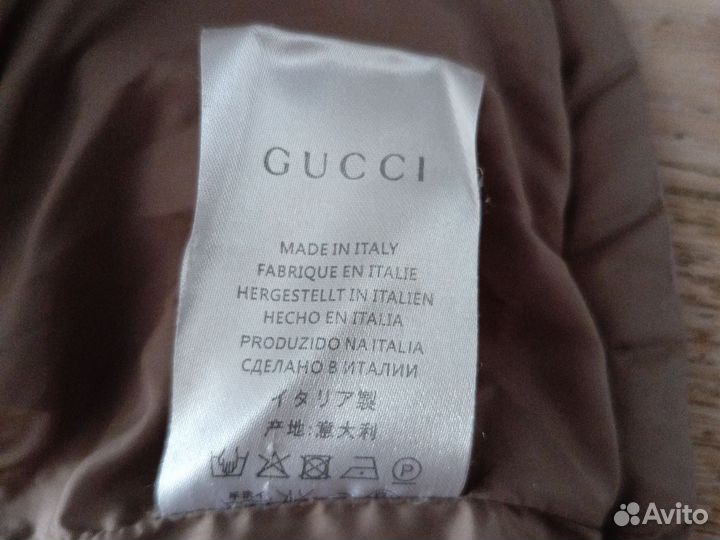 GUCCI
MADE IN ITALY
FABRIQUE EN ITALIE
HERGESTELLT IN ITALIEN
HECHO EN ITALIA
PRODUZIDO NA ITALIA
СДЕЛАНО В ИТАЛИИ
イタリア製
产地:意大利
P
Avito